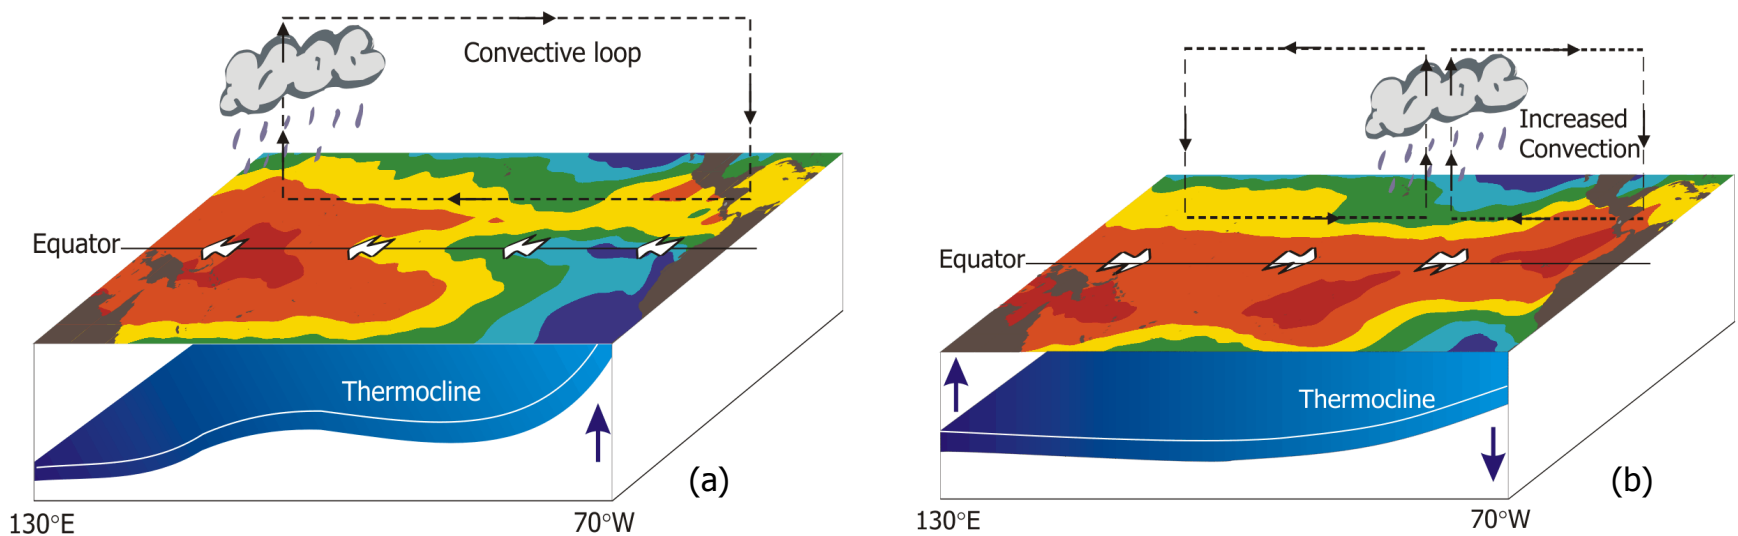 Convective loop
Equator
Thermocline
(a)
130°E
70°W
Increased
Convection
Equator
Thermocline
(b)
130°E
70°W